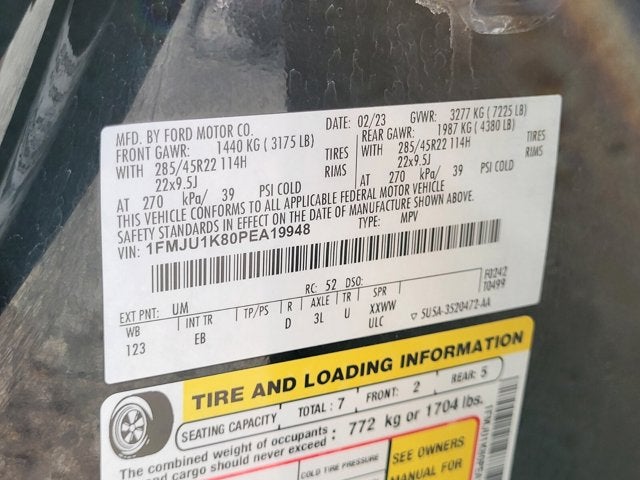 MFD. BY FORD MOTOR CO.
DATE: 02/23 GVWR: 3277 KG ( 7225 LB)
FRONT GAWR: 1440 KG ( 3175 LB) REAR GAWR: 1987 KG ( 4380 LB)
WITH 285/45R22 114H TIRES WITH 285/45R22 114H TIRES
22x9.5J RIMS 22x9.5J RIMS
AT 270 kPa/ 39 PSI COLD AT 270 kPa/ 39 PSI COLD
THIS VEHICLE CONFORMS TO ALL APPLICABLE FEDERAL MOTOR VEHICLE
SAFETY STANDARDS IN EFFECT ON THE DATE OF MANUFACTURE SHOWN ABOVE.
VIN: 1FMJU1K80PEA19948 TYPE: MPV
F0242
T0499
EXT PNT: UM RC: 52 DSO:
WB INT TR TP/PS R AXLE TR SPR
123 EB D 3L U XXWW
ULC ▽ 5U5A-3520472-AA
TIRE AND LOADING INFORMATION
SEATING CAPACITY TOTAL : 7 FRONT: 2 REAR: 5
The combined weight of occupants
and cargo should never exceed : 772 kg or 1704 lbs.
COLD TIRE PRESSURE
SEE OWNERS
MANUAL FOR